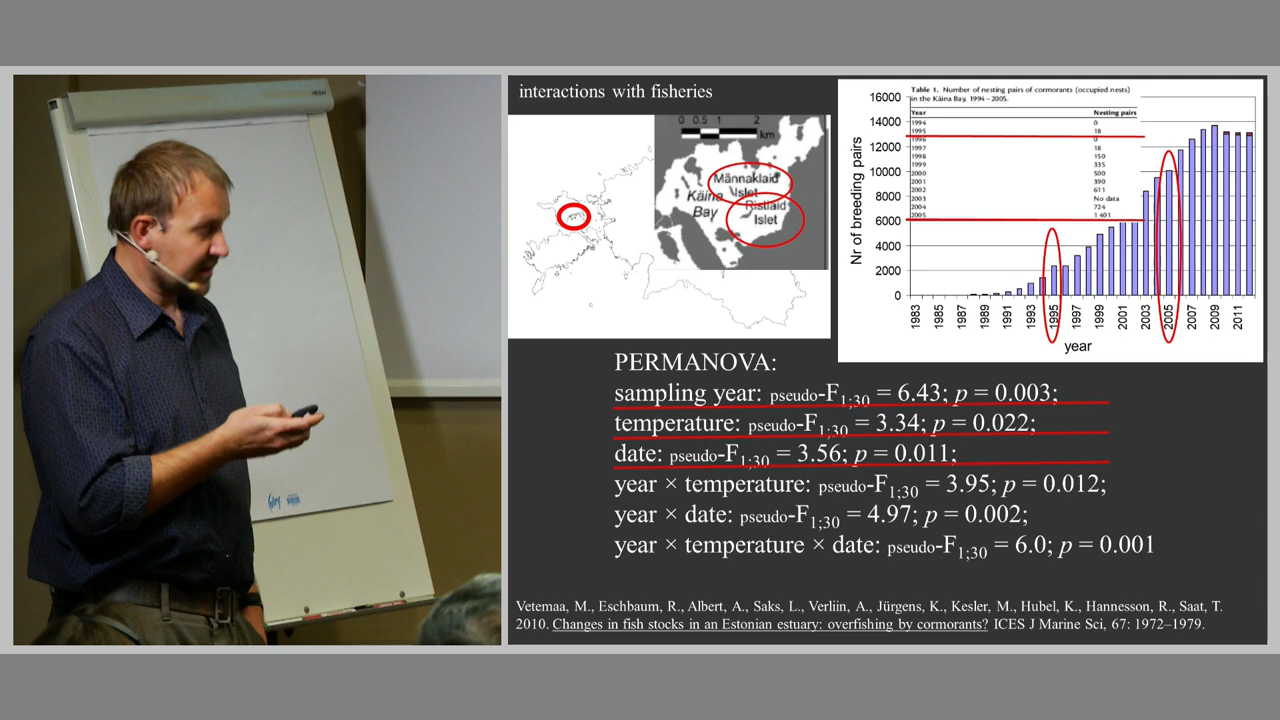 interactions with fisheries
0 0.5 1 2
km
Männaklaid
Islet
Käina
Bay
Ristlaid
Islet
Table 1. Number of nesting pairs of cormorants (occupied nests)
in the Käina Bay, 1994–2005.
Year Nesting pairs
1994 0
1995 18
1996 0
1997 18
1998 150
1999 335
2000 500
2001 390
2002 611
2003 No data
2004 724
2005 1 401
16000
14000
12000
10000
8000
6000
4000
2000
0
Nr of breeding pairs
1983 1985 1987 1989 1991 1993 1995 1997 1999 2001 2003 2005 2007 2009 2011
year
PERMANOVA:
sampling year: pseudo-F1;30 = 6.43; p = 0.003;
temperature: pseudo-F1;30 = 3.34; p = 0.022;
date: pseudo-F1;30 = 3.56; p = 0.011;
year × temperature: pseudo-F1;30 = 3.95; p = 0.012;
year × date: pseudo-F1;30 = 4.97; p = 0.002;
year × temperature × date: pseudo-F1;30 = 6.0; p = 0.001
Vetemaa, M., Eschbaum, R., Albert, A., Saks, L., Verliin, A., Jürgens, K., Kesler, M., Hubel, K., Hannesson, R., Saat, T.
2010. Changes in fish stocks in an Estonian estuary: overfishing by cormorants? ICES J Marine Sci, 67: 1972–1979.